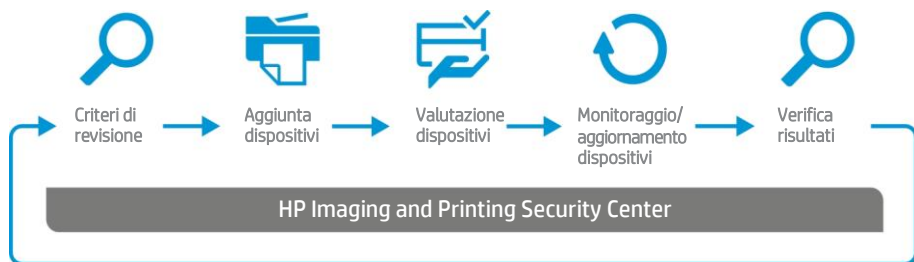 Criteri di
revisione
Aggiunta
dispositivi
Valutazione
dispositivi
Monitoraggio/
aggiornamento
dispositivi
Verifica
risultati
HP Imaging and Printing Security Center